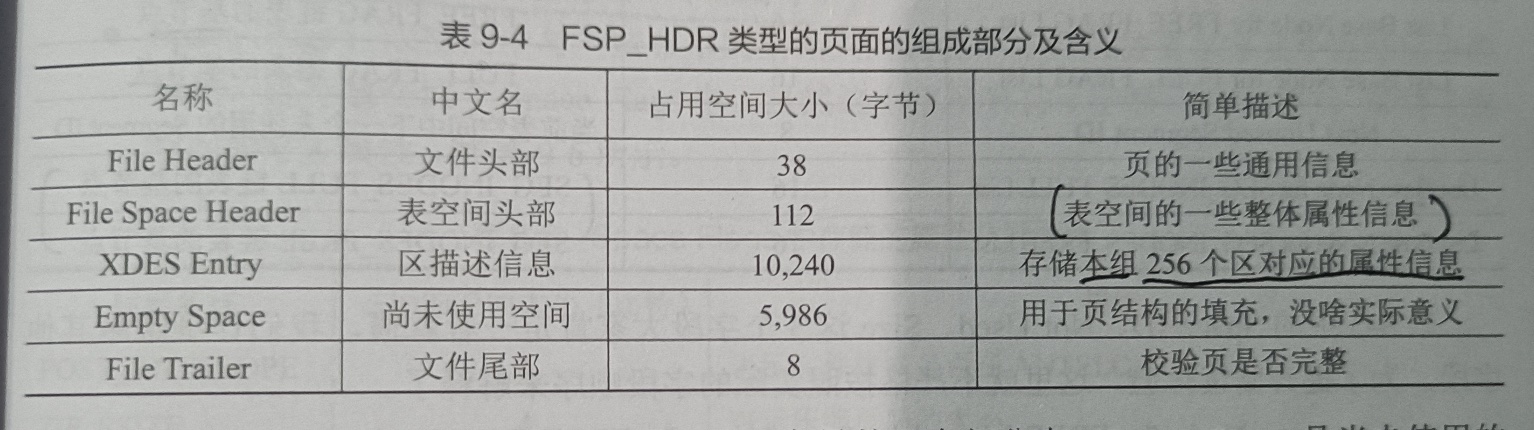 表 9-4 FSP_HDR 类型的页面的组成部分及含义
名称 中文名 占用空间大小（字节） 简单描述
File Header 文件头部 38 页的一些通用信息
File Space Header 表空间头部 112 表空间的一些整体属性信息
XDES Entry 区描述信息 10,240 存储本组 256 个区对应的属性信息
Empty Space 尚未使用空间 5,986 用于页结构的填充，没啥实际意义
File Trailer 文件尾部 8 校验页是否完整